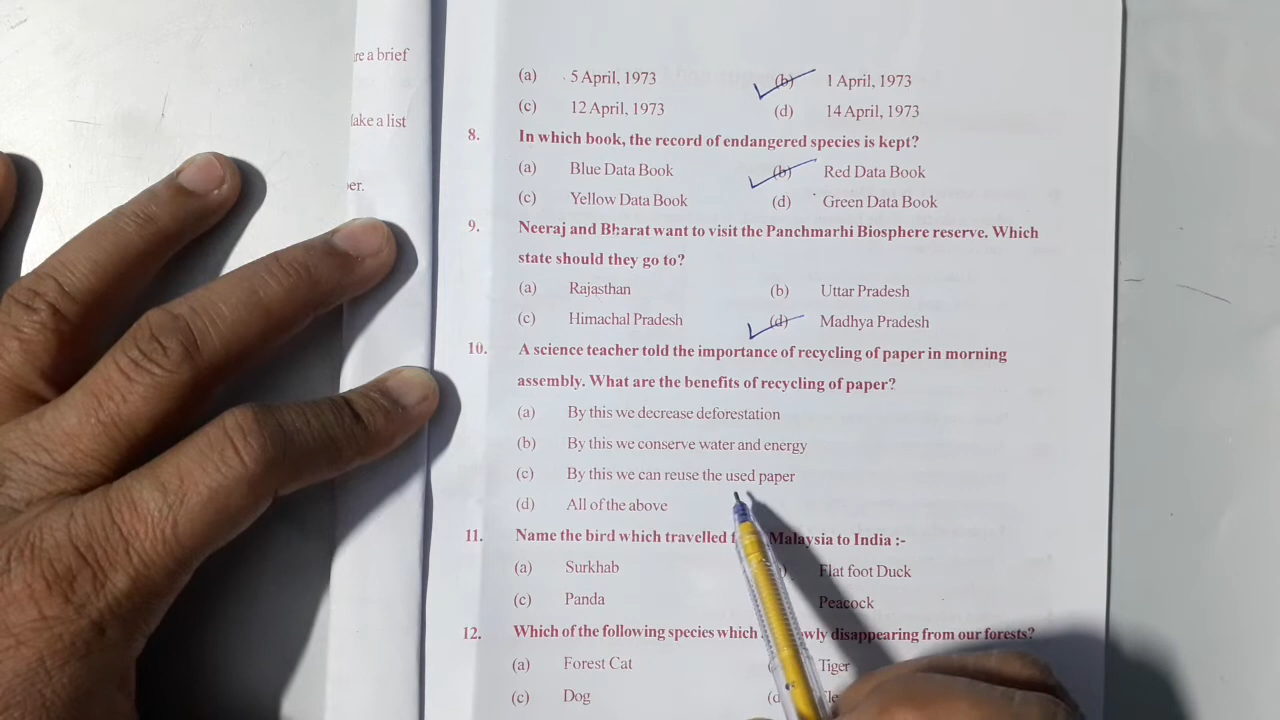 re a brief
ake a list
er.
(a) 5 April, 1973 (b) 1 April, 1973
(c) 12 April, 1973 (d) 14 April, 1973
8. In which book, the record of endangered species is kept?
(a) Blue Data Book (b) Red Data Book
(c) Yellow Data Book (d) Green Data Book
9. Neeraj and Bharat want to visit the Panchmarhi Biosphere reserve. Which
state should they go to?
(a) Rajasthan (b) Uttar Pradesh
(c) Himachal Pradesh (d) Madhya Pradesh
10. A science teacher told the importance of recycling of paper in morning
assembly. What are the benefits of recycling of paper?
(a) By this we decrease deforestation
(b) By this we conserve water and energy
(c) By this we can reuse the used paper
(d) All of the above
11. Name the bird which travelled Malaysia to India :-
(a) Surkhab Flat foot Duck
(c) Panda Peacock
12. Which of the following species which disappearing from our forests?
(a) Forest Cat Tiger
(c) Dog (d